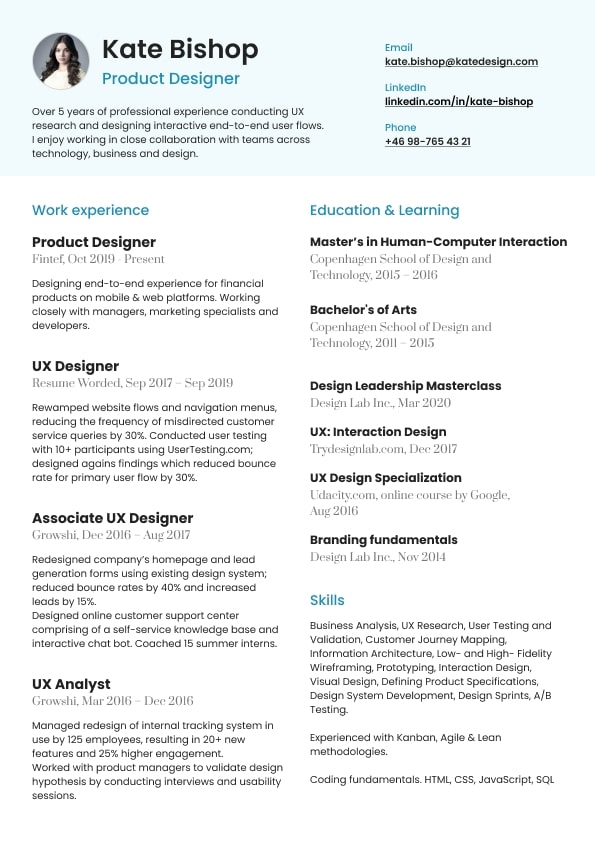 Kate Bishop
Product Designer
Over 5 years of professional experience conducting UX
research and designing interactive end-to-end user flows.
I enjoy working in close collaboration with teams across
technology, business and design.
Email
kate.bishop@katedesign.com
LinkedIn
linkedin.com/in/kate-bishop
Phone
+46 98-765 43 21
Work experience
Product Designer
Fintef, Oct 2019 - Present
Designing end-to-end experience for financial
products on mobile & web platforms. Working
closely with managers, marketing specialists and
developers.
UX Designer
Resume Worded, Sep 2017 – Sep 2019
Rewamped website flows and navigation menus,
reducing the frequency of misdirected customer
service queries by 30%. Conducted user testing
with 10+ participants using UserTesting.com;
designed agains findings which reduced bounce
rate for primary user flow by 30%.
Associate UX Designer
Growshi, Dec 2016 – Aug 2017
Redesigned company's homepage and lead
generation forms using existing design system;
reduced bounce rates by 40% and increased
leads by 15%.
Designed online customer support center
comprising of a self-service knowledge base and
interactive chat bot. Coached 15 summer interns.
UX Analyst
Growshi, Mar 2016 – Dec 2016
Managed redesign of internal tracking system in
use by 125 employees, resulting in 20+ new
features and 25% higher engagement.
Worked with product managers to validate design
hypothesis by conducting interviews and usability
sessions.
Education & Learning
Master's in Human-Computer Interaction
Copenhagen School of Design and
Technology, 2015 – 2016
Bachelor's of Arts
Copenhagen School of Design and
Technology, 2011 – 2015
Design Leadership Masterclass
Design Lab Inc., Mar 2020
UX: Interaction Design
Trydesignlab.com, Dec 2017
UX Design Specialization
Udacity.com, online course by Google,
Aug 2016
Branding fundamentals
Design Lab Inc., Nov 2014
Skills
Business Analysis, UX Research, User Testing and
Validation, Customer Journey Mapping,
Information Architecture, Low- and High- Fidelity
Wireframing, Prototyping, Interaction Design,
Visual Design, Defining Product Specifications,
Design System Development, Design Sprints, A/B
Testing.
Experienced with Kanban, Agile & Lean
methodologies.
Coding fundamentals. HTML, CSS, JavaScript, SQL